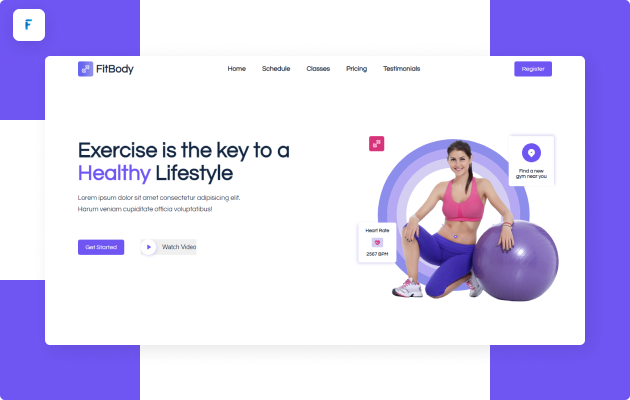 F
FitBody
Home Schedule Classes Pricing Testimonials
Register
Exercise is the key to a
Healthy Lifestyle
Lorem ipsum dolor sit amet consectetur adipisicing elit.
Harum veniam cupiditate officia voluptatibus!
Get Started
Watch Video
Find a new
gym near you
Heart Rate
2567 BPM